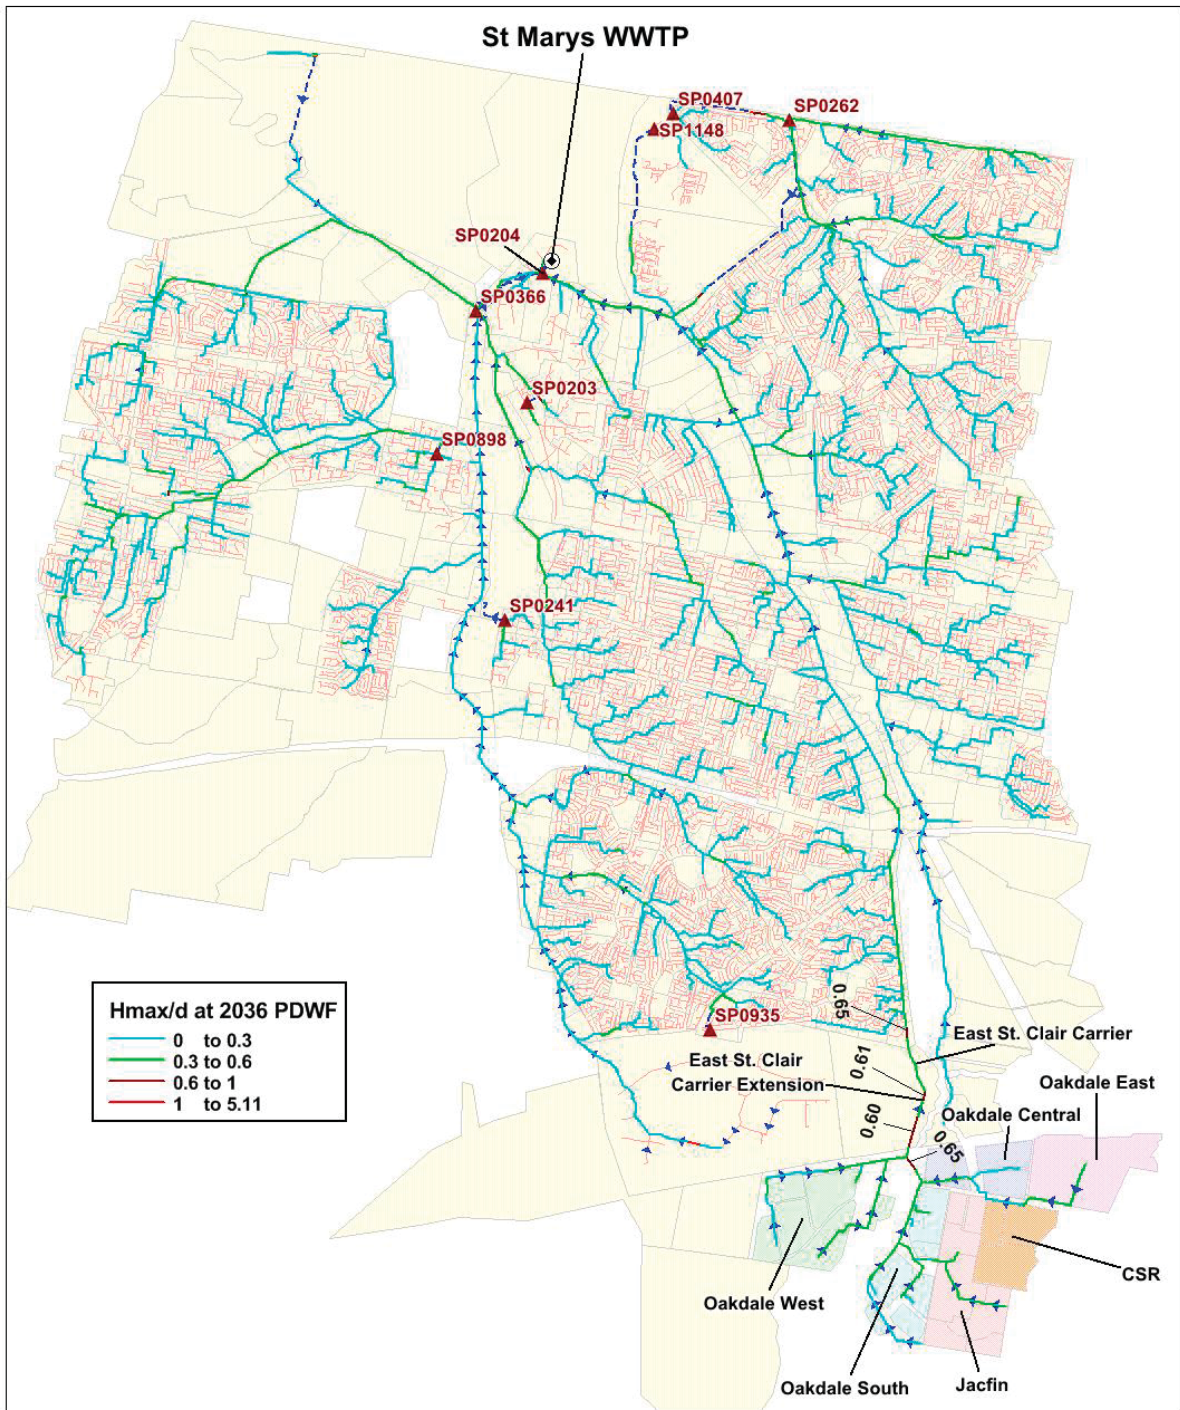 St Marys WWTP
SP0407
SP0262
SP1148
SP0204
SP0366
SP0203
SP0898
SP0241
Hmax/d at 2036 PDWF
0 to 0.3
0.3 to 0.6
0.6 to 1
1 to 5.11
SP0935
0.65
East St. Clair Carrier
East St. Clair
Carrier Extension
0.61
Oakdale East
Oakdale Central
0.60
0.65
CSR
Oakdale West
Oakdale South
Jacfin